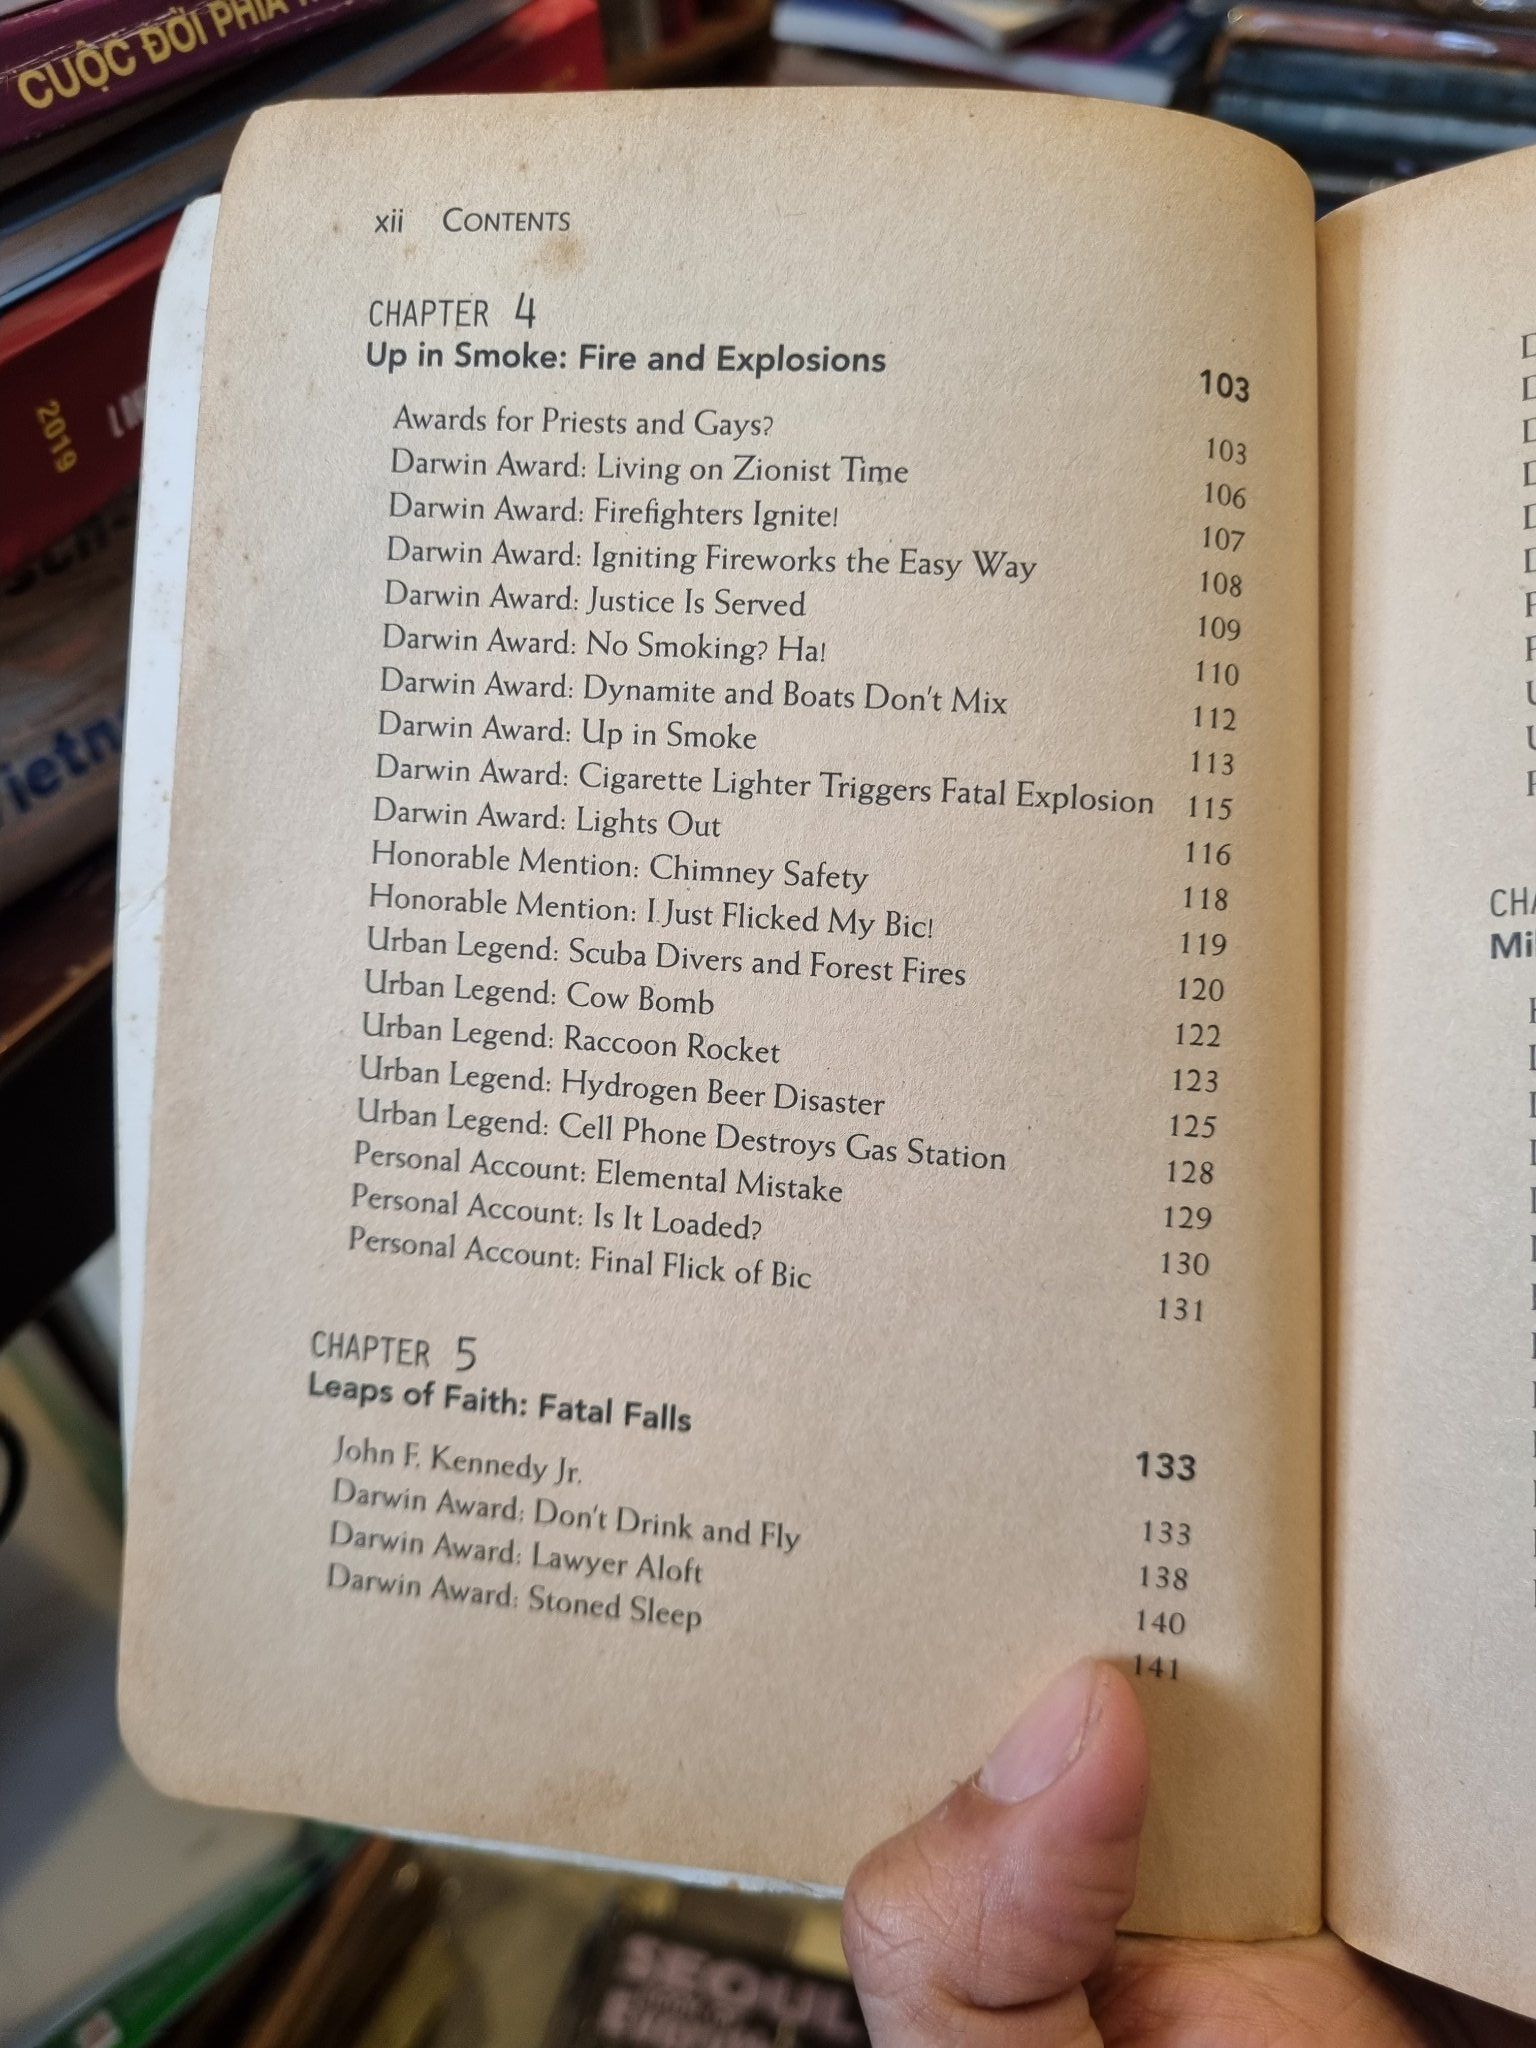 CUỘC ĐỜI PHÍA
2019
xii CONTENTS
CHAPTER 4
Up in Smoke: Fire and Explosions 103
Awards for Priests and Gays? 103
Darwin Award: Living on Zionist Time 106
Darwin Award: Firefighters Ignite! 107
Darwin Award: Igniting Fireworks the Easy Way 108
Darwin Award: Justice Is Served 109
Darwin Award: No Smoking? Ha! 110
Darwin Award: Dynamite and Boats Don't Mix 112
Darwin Award: Up in Smoke 113
Darwin Award: Cigarette Lighter Triggers Fatal Explosion 115
Darwin Award: Lights Out 116
Honorable Mention: Chimney Safety 118
Honorable Mention: I Just Flicked My Bic! 119
Urban Legend: Scuba Divers and Forest Fires 120
Urban Legend: Cow Bomb 122
Urban Legend: Raccoon Rocket 123
Urban Legend: Hydrogen Beer Disaster 125
Urban Legend: Cell Phone Destroys Gas Station 128
Personal Account: Elemental Mistake 129
Personal Account: Is It Loaded? 130
Personal Account: Final Flick of Bic 131
CHAPTER 5
Leaps of Faith: Fatal Falls 133
John F. Kennedy Jr. 133
Darwin Award: Don't Drink and Fly 138
Darwin Award: Lawyer Aloft 140
Darwin Award: Stoned Sleep 141
SEOUL